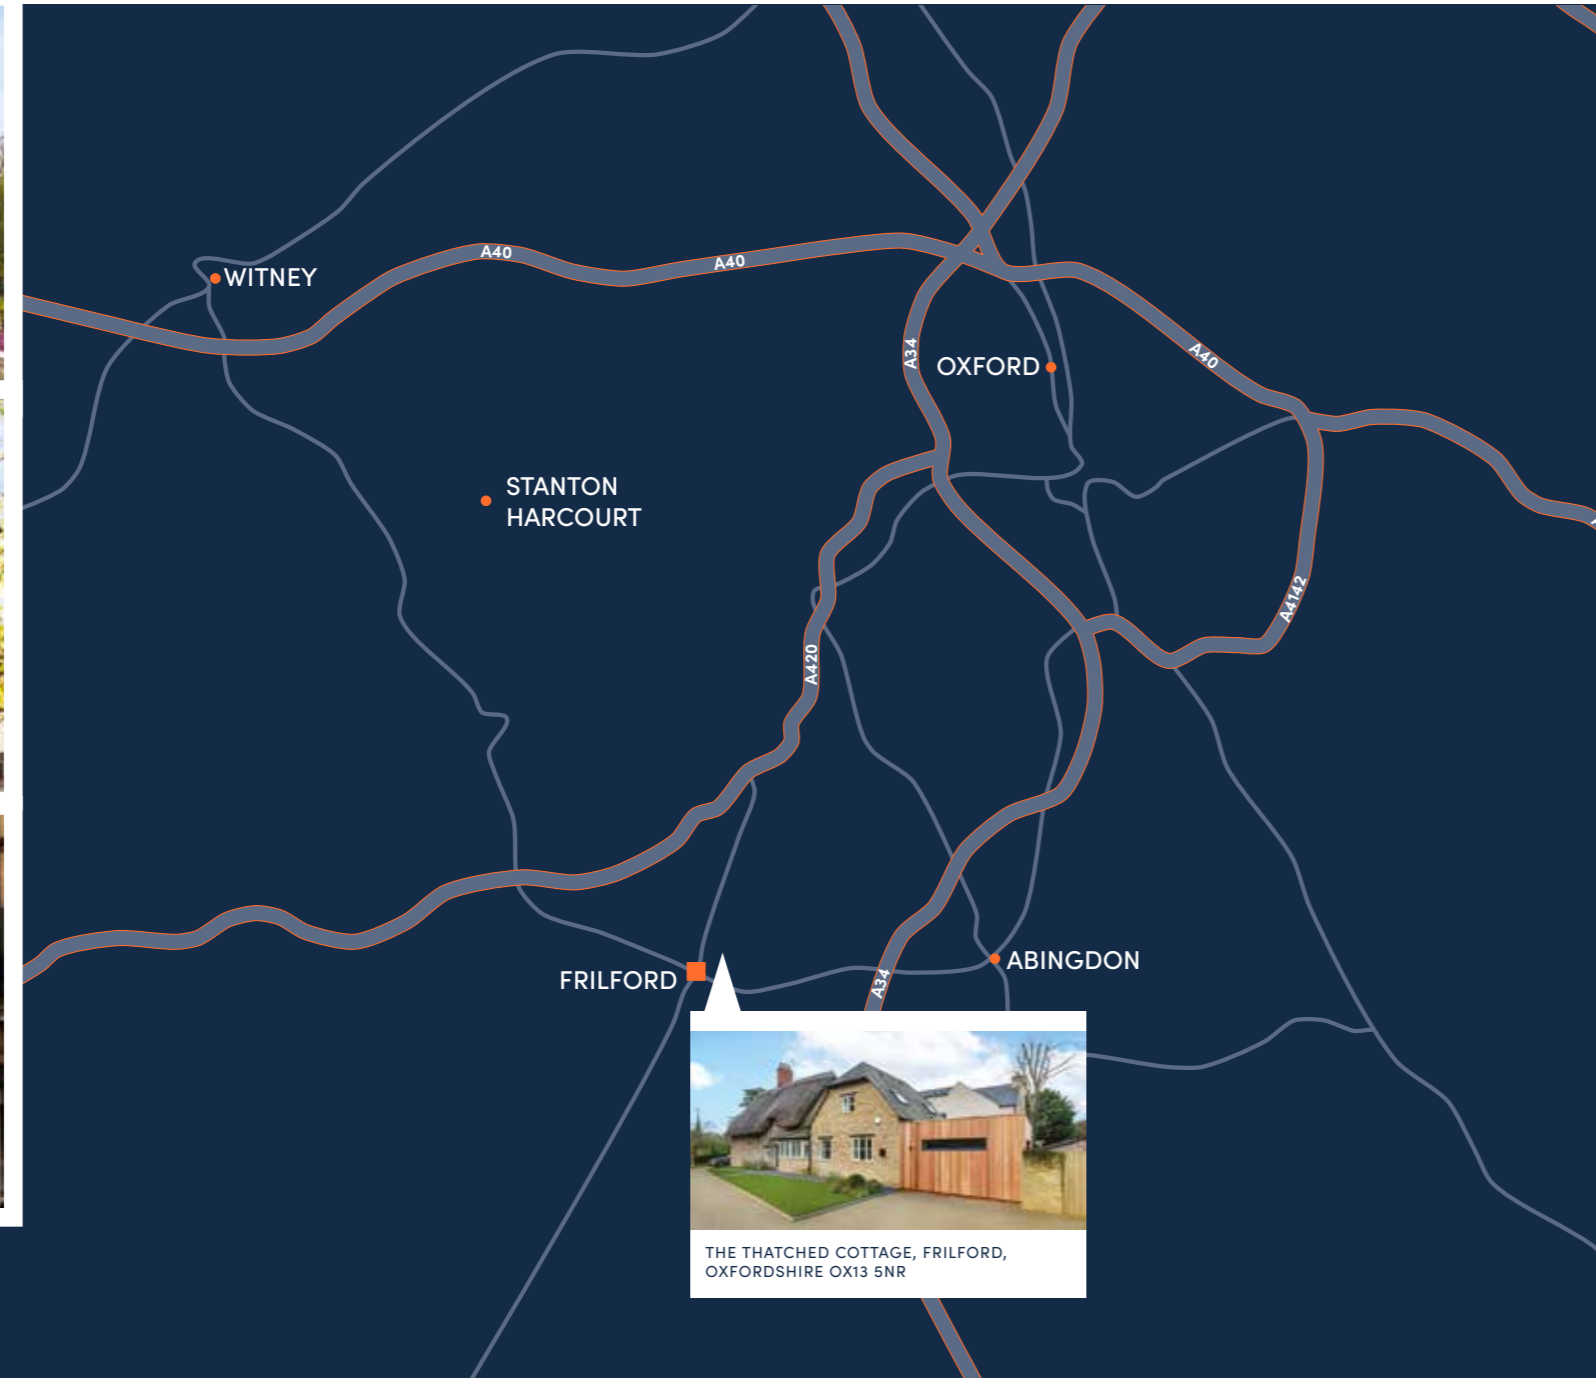 A40
A40
WITNEY
A34
OXFORD
A40
STANTON
HARCOURT
A4142
A420
FRILFORD
ABINGDON
A34
THE THATCHED COTTAGE, FRILFORD,
OXFORDSHIRE OX13 5NR